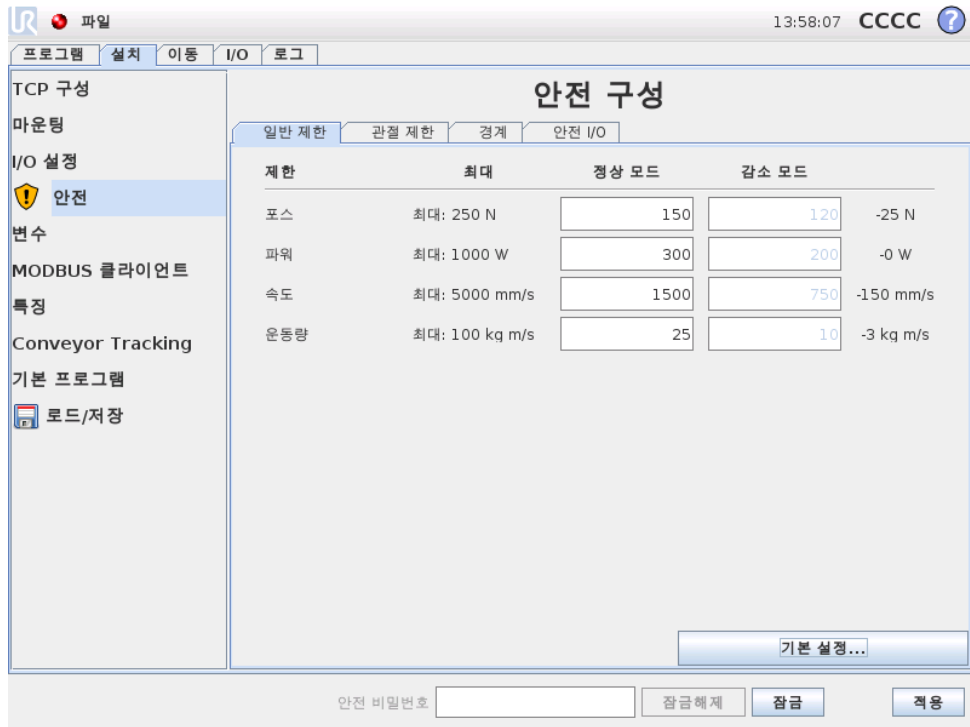 UR 파일 13:58:07 CCCC ?
프로그램 설치 이동 I/O 로그
TCP 구성
마운팅
I/O 설정
안전
변수
MODBUS 클라이언트
특징
Conveyor Tracking
기본 프로그램
로드/저장
안전 구성
일반 제한 관절 제한 경계 안전 I/O
제한 최대 정상 모드 감소 모드
포스 최대: 250 N 150 120 -25 N
파워 최대: 1000 W 300 200 -0 W
속도 최대: 5000 mm/s 1500 750 -150 mm/s
운동량 최대: 100 kg m/s 25 10 -3 kg m/s
기본 설정...
안전 비밀번호 잠금해제 잠금 적용